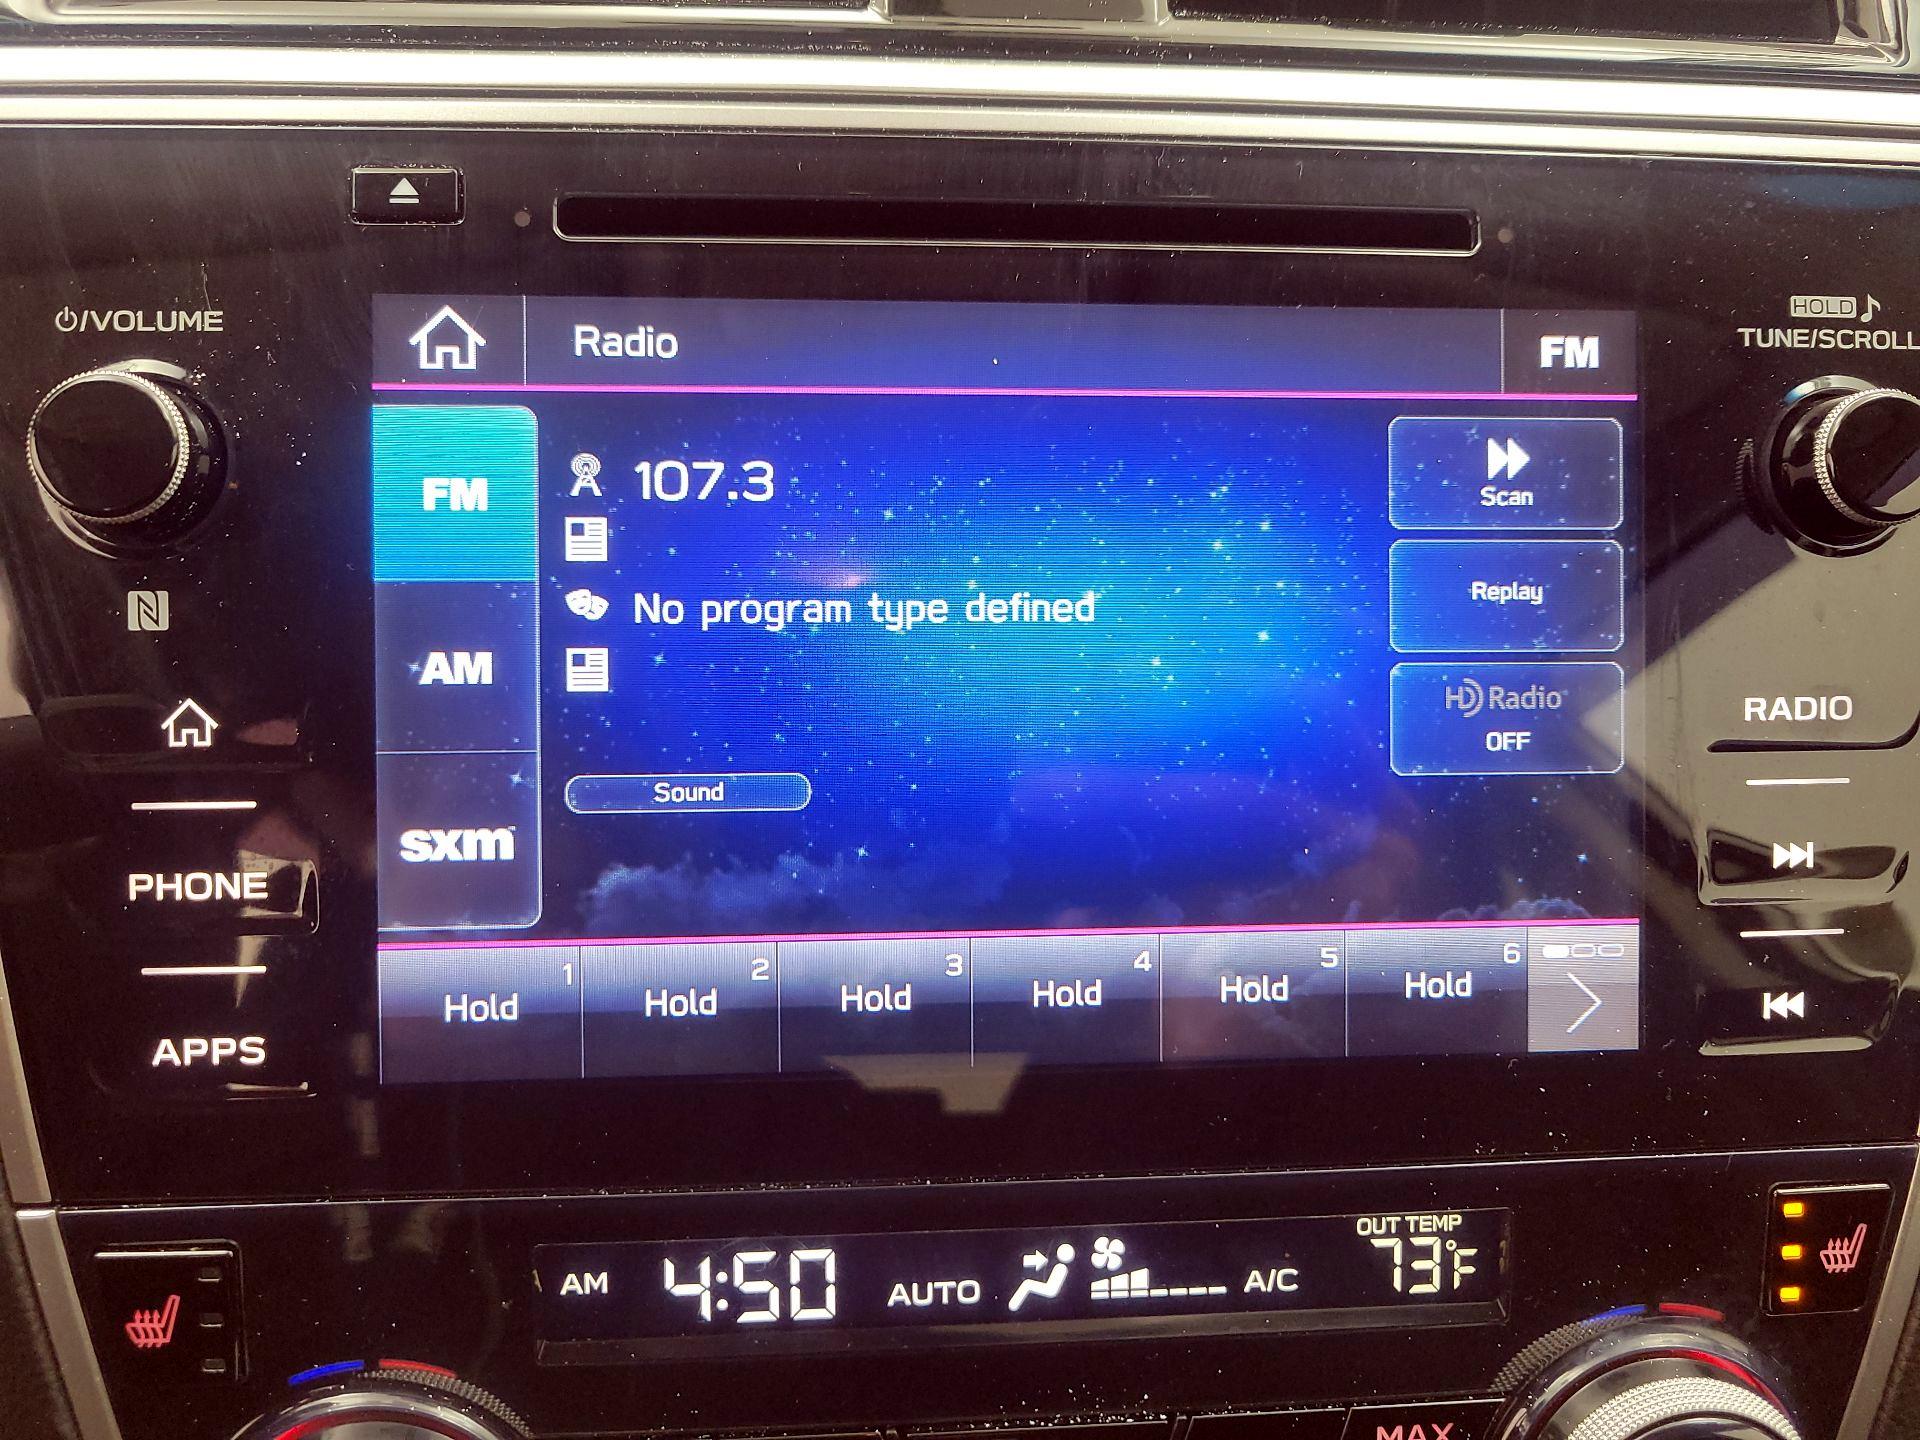 ⏻/VOLUME
HOLD ♪
TUNE/SCROLL
Radio
FM
FM
107.3
Scan
No program type defined
Replay
AM
HD Radio
OFF
RADIO
Sound
sxm
PHONE
1 2 3 4 5 6
Hold Hold Hold Hold Hold Hold
APPS
OUT TEMP
AM 4:50 AUTO A/C 73°F
MAX